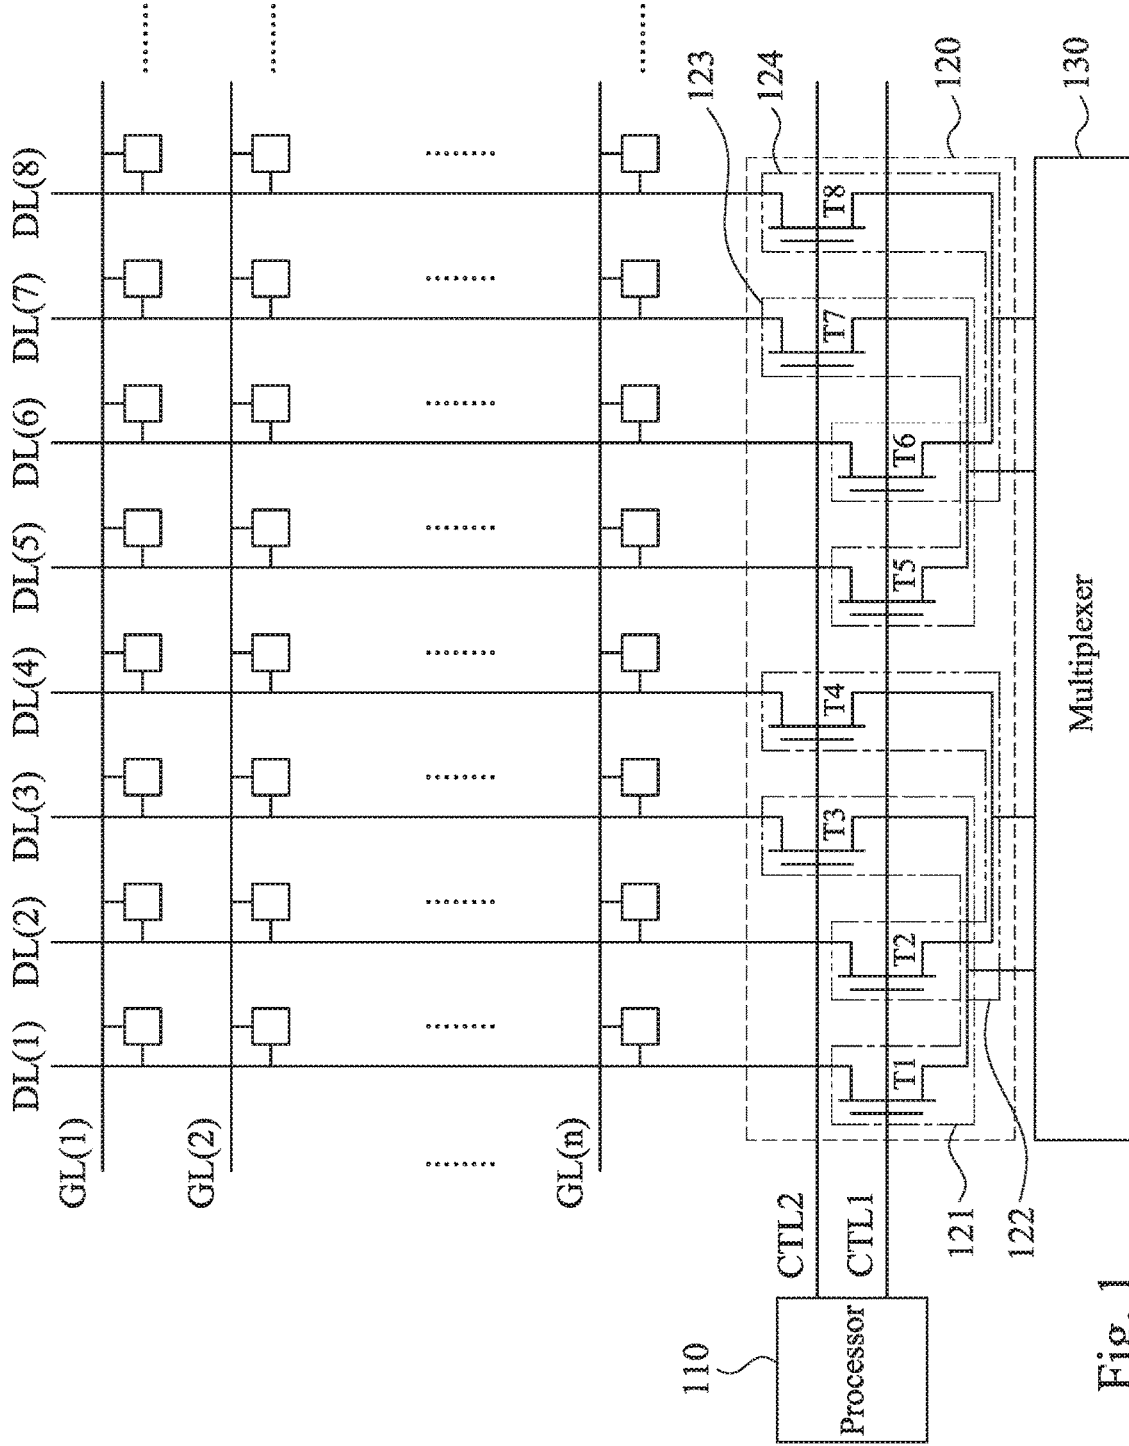 DL(1)
DL(2)
DL(3)
DL(4)
DL(5)
DL(6)
DL(7)
DL(8)
GL(1)
GL(2)
GL(n)
CTL2
CTL1
123
124
120
130
T1
T2
T3
T4
T5
T6
T7
T8
110
Processor
121
122
Multiplexer
Fig. 1